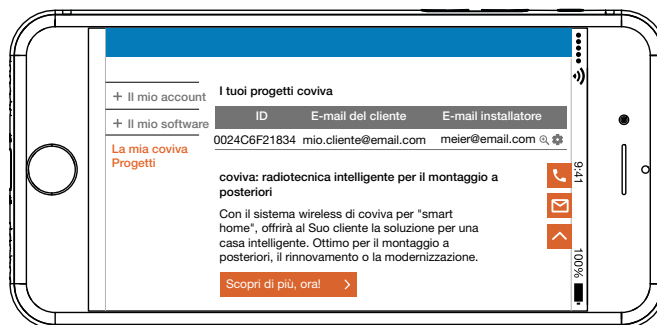 + Il mio account
+ Il mio software
La mia coviva
Progetti
I tuoi progetti coviva
ID E-mail del cliente E-mail installatore
0024C6F21834 mio.cliente@email.com meier@email.com
coviva: radiotecnica intelligente per il montaggio a
posteriori
Con il sistema wireless di coviva per "smart
home", offrirà al Suo cliente la soluzione per una
casa intelligente. Ottimo per il montaggio a
posteriori, il rinnovamento o la modernizzazione.
Scopri di più, ora!
9:41
100%